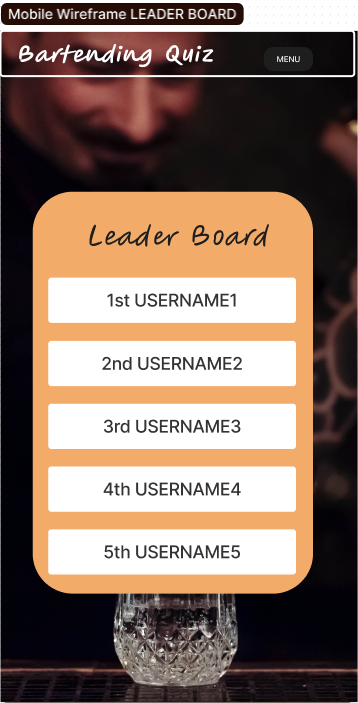 Mobile Wireframe LEADER BOARD
Bartending Quiz
MENU
Leader Board
1st USERNAME1
2nd USERNAME2
3rd USERNAME3
4th USERNAME4
5th USERNAME5